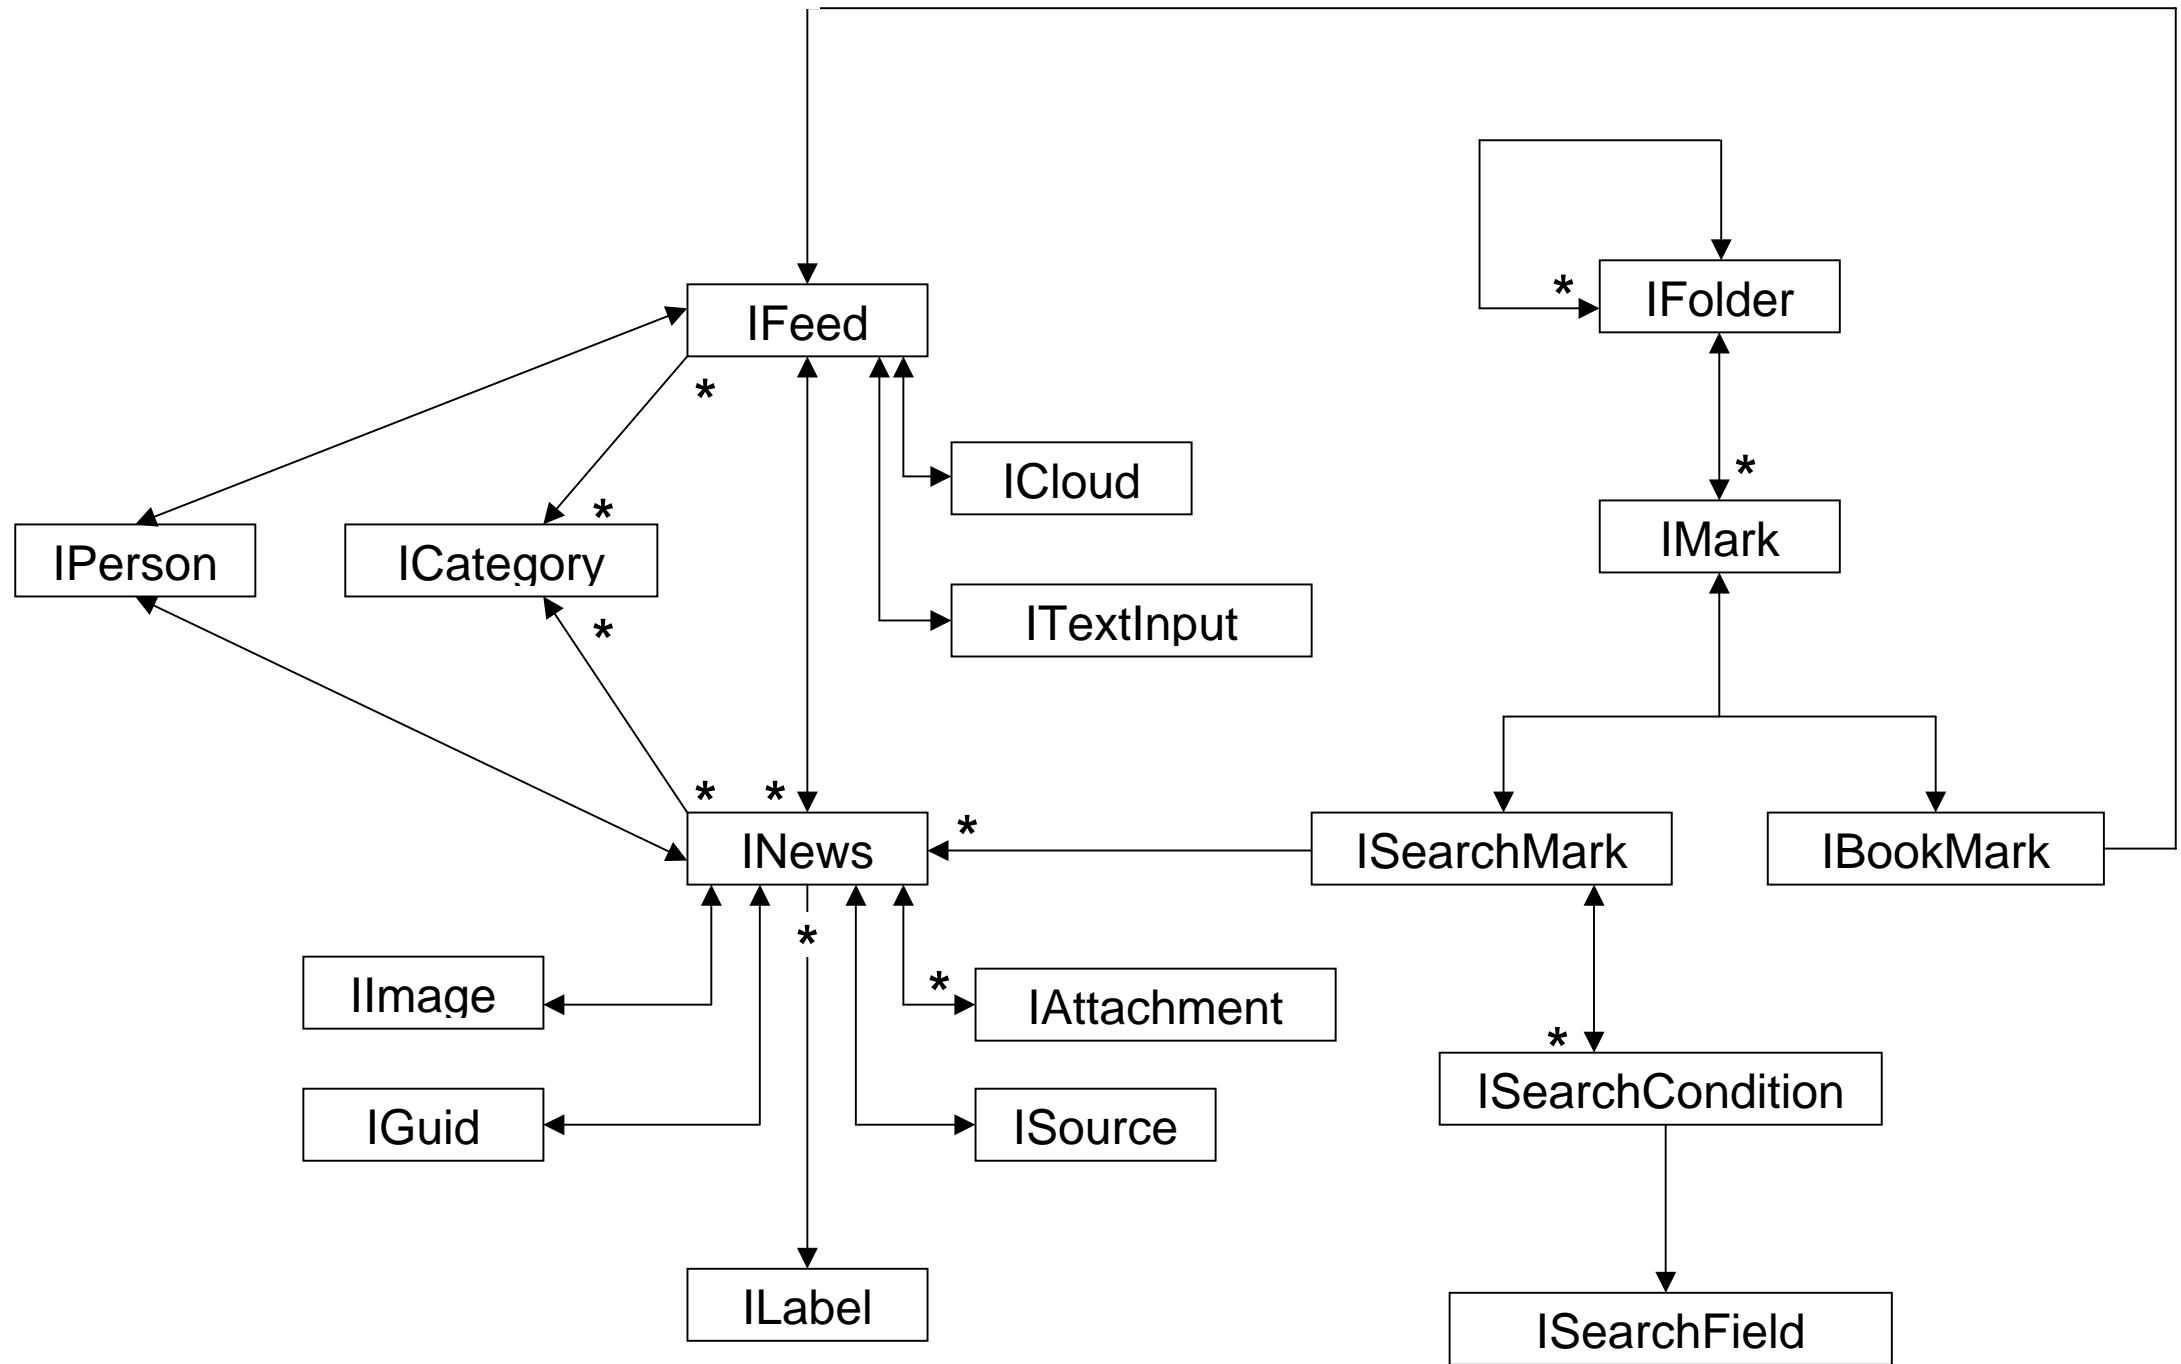 IFolder
*
IFeed
*
*
ICloud
IMark
*
IPerson
ICategory
*
ITextInput
*
*
*
INews
*
ISearchMark
IBookMark
*
IImage
*
IAttachment
*
ISearchCondition
IGuid
ISource
ILabel
ISearchField